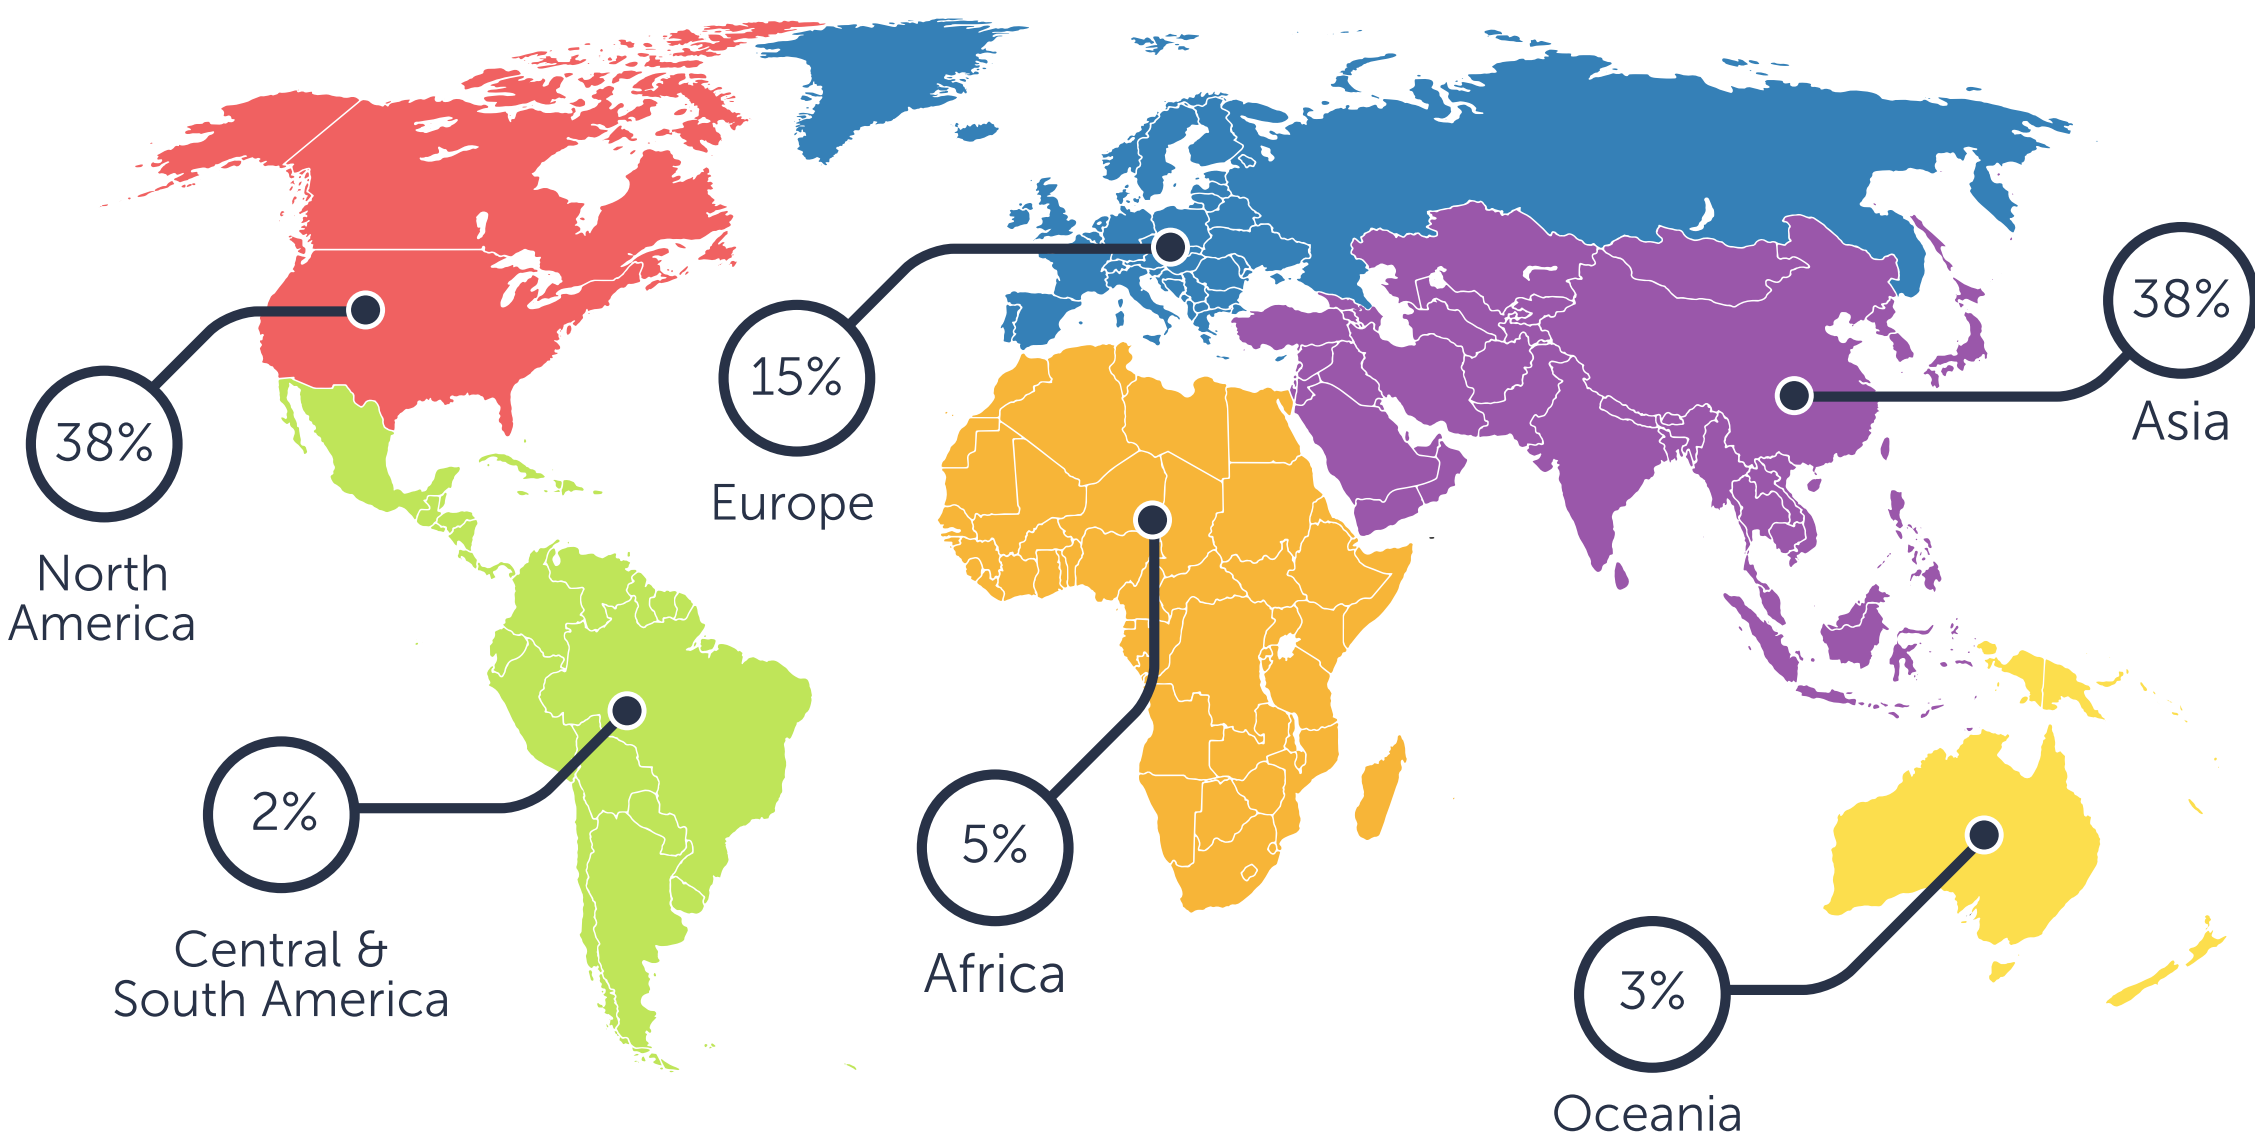 38%
North
America
15%
Europe
38%
Asia
2%
Central &
South America
5%
Africa
3%
Oceania